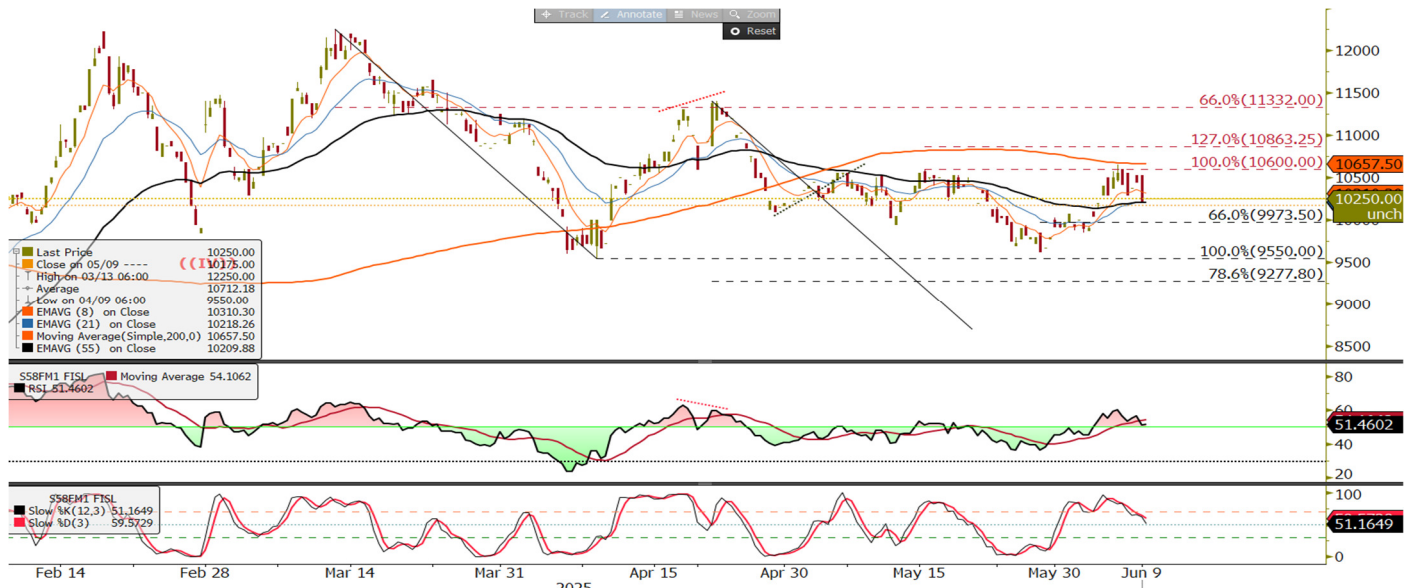 Track Annotate News Zoom
Reset
12000
11500
11000
10500
10000
9500
9000
8500
66.0%(11332.00)
127.0%(10863.25)
100.0%(10600.00)
66.0%(9973.50)
100.0%(9550.00)
78.6%(9277.80)
10657.50
10250.00
unch
Last Price 10250.00
Close on 05/09 ----
High on 03/13 06:00 12250.00
Average 10712.18
Low on 04/09 06:00 9550.00
EMAVG (8) on Close 10310.30
EMAVG (21) on Close 10218.26
Moving Average(Simple,200,0) 10657.50
EMAVG (55) on Close 10209.88
S58FM1 FISL Moving Average 54.1062
RSI 51.4602
80
60
51.4602
40
20
S58FM1 FISL
Slow %K(12,3) 51.1649
Slow %D(3) 59.5729
100
51.1649
0
Feb 14 Feb 28 Mar 14 Mar 31 Apr 15 Apr 30 May 15 May 30 Jun 9
2025